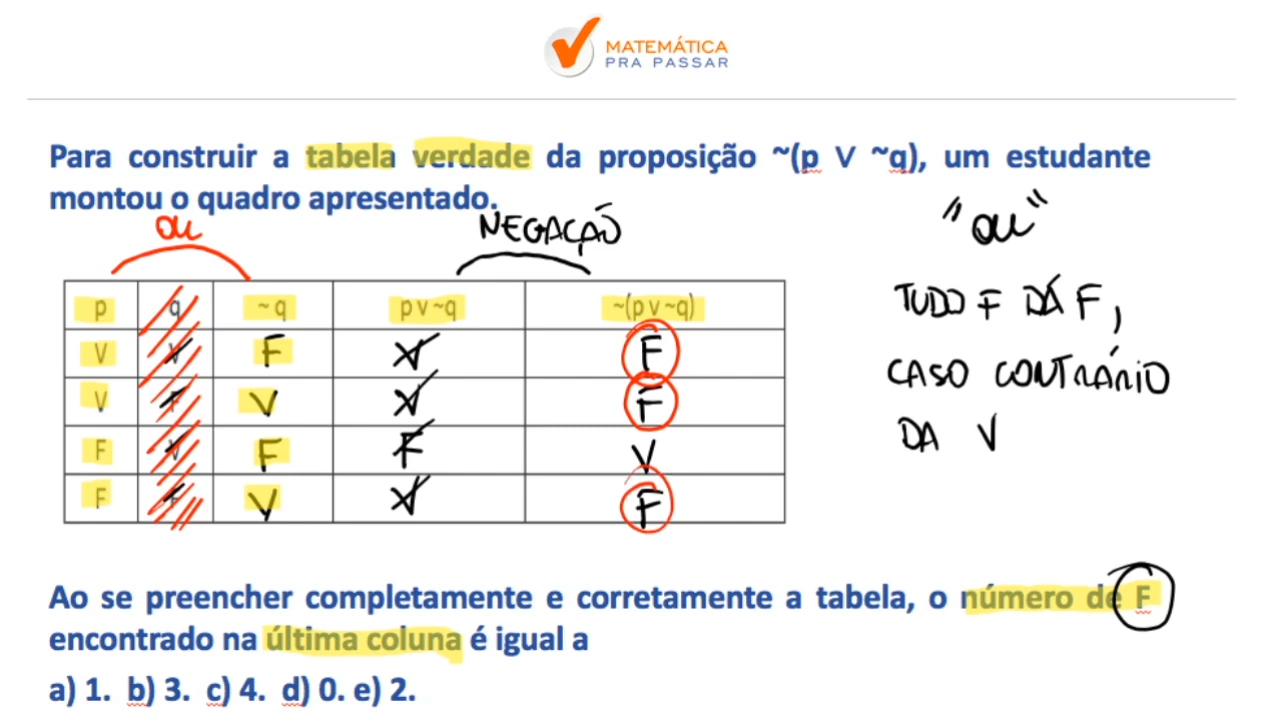 MATEMÁTICA
PRA PASSAR
Para construir a tabela verdade da proposição ~(p ∨ ~q), um estudante
montou o quadro apresentado.
OU
NEGAÇÃO
"OU"
TUDO F DÁ F,
CASO CONTRÁRIO
DA V
p q ~q p v ~q ~(p v ~q)
V V F V F
V F V V F
F V F F V
F F V V F
Ao se preencher completamente e corretamente a tabela, o número de F
encontrado na última coluna é igual a
a) 1. b) 3. c) 4. d) 0. e) 2.